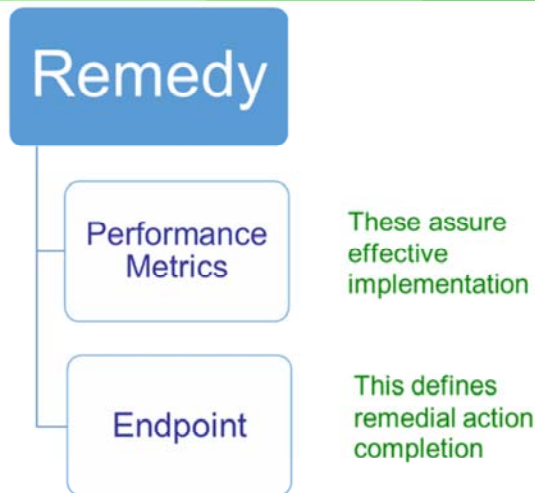 Remedy
Performance
Metrics
These assure
effective
implementation
Endpoint
This defines
remedial action
completion